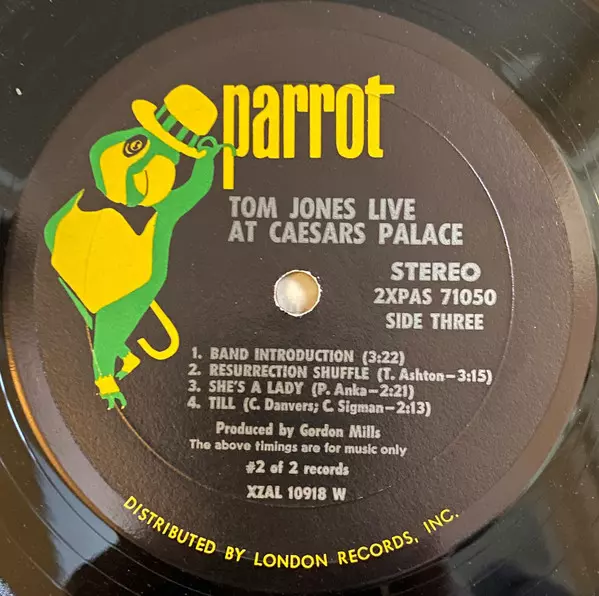 parrot
TOM JONES LIVE
AT CAESARS PALACE
STEREO
2XPAS 71050
SIDE THREE
1. BAND INTRODUCTION (3:22)
2. RESURRECTION SHUFFLE (T. Ashton—3:15)
3. SHE'S A LADY (P. Anka—2:21)
4. TILL (C. Danvers; C. Sigman—2:13)
Produced by Gordon Mills
The above timings are for music only
#2 of 2 records
XZAL 10918 W
DISTRIBUTED BY LONDON RECORDS, INC.